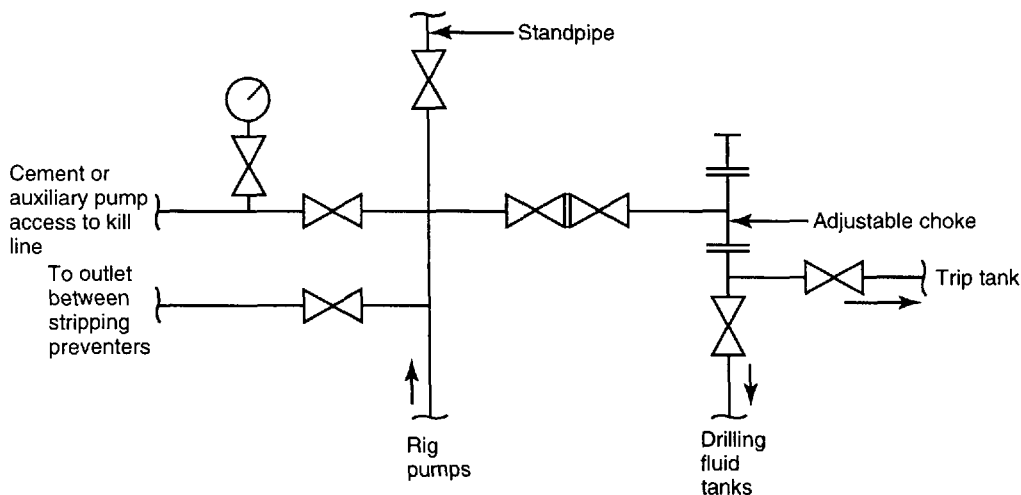 Standpipe
Cement or
auxiliary pump
access to kill
line
Adjustable choke
To outlet
between
stripping
preventers
Trip tank
Rig
pumps
Drilling
fluid
tanks